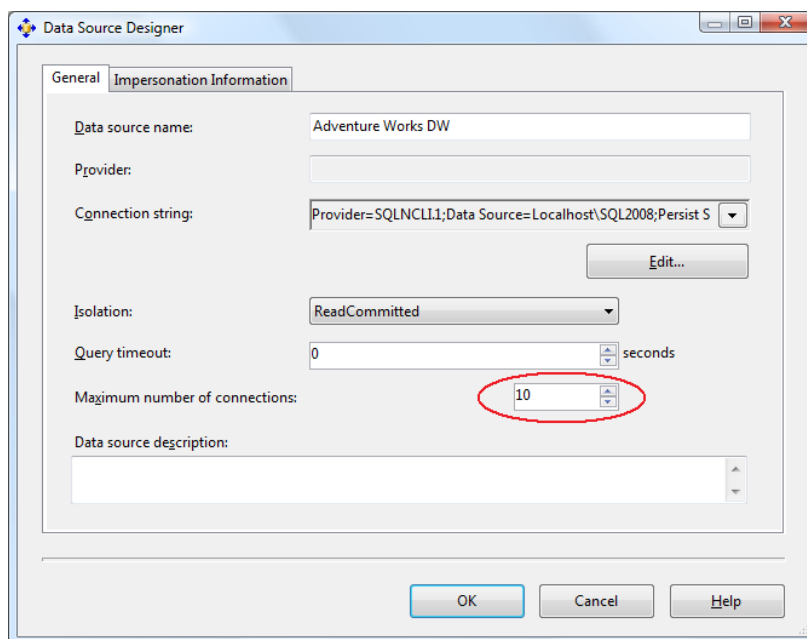 Data Source Designer
General Impersonation Information
Data source name: Adventure Works DW
Provider:
Connection string: Provider=SQLNCLI.1;Data Source=Localhost\SQL2008;Persist S
Edit...
Isolation: ReadCommitted
Query timeout: 0 seconds
Maximum number of connections: 10
Data source description:
OK Cancel Help